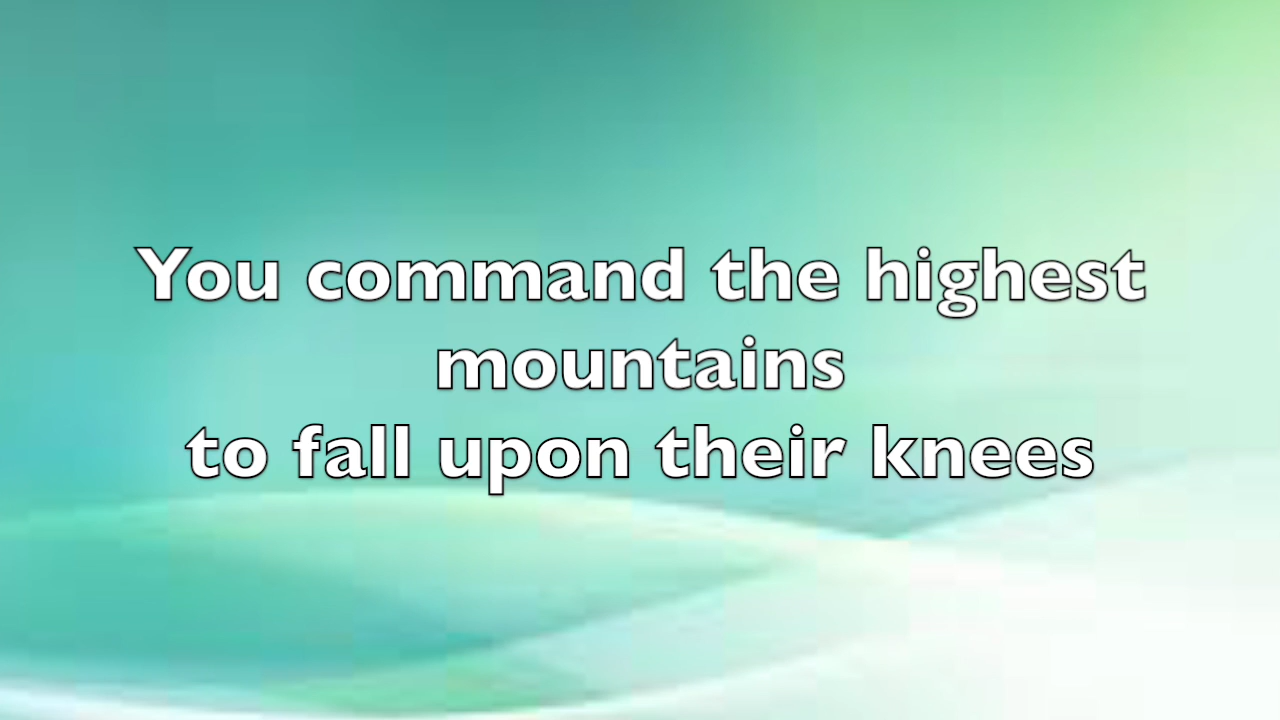 You command the highest
mountains
to fall upon their knees